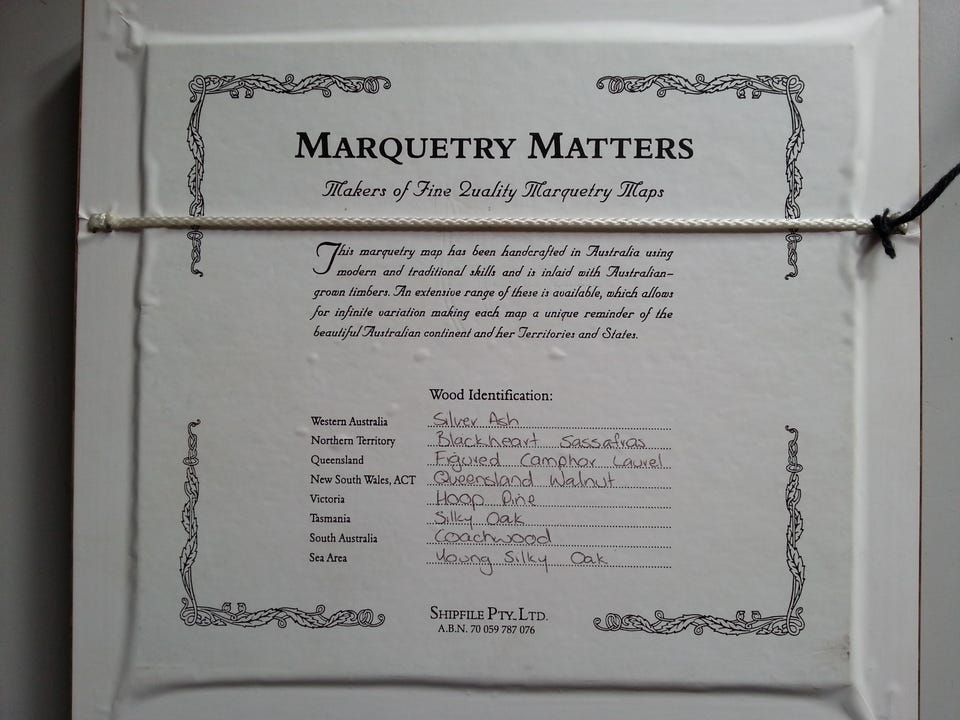 MARQUETRY MATTERS
Makers of Fine Quality Marquetry Maps
This marquetry map has been handcrafted in Australia using
modern and traditional skills and is inlaid with Australian-
grown timbers. An extensive range of these is available, which allows
for infinite variation making each map a unique reminder of the
beautiful Australian continent and her Territories and States.
Wood Identification:
Western Australia Silver Ash
Northern Territory Blackheart Sassafras
Queensland Figured Camphor Laurel
New South Wales, ACT Queensland Walnut
Victoria Hoop Pine
Tasmania Silky Oak
South Australia Coachwood
Sea Area Young Silky Oak
SHIPFILE PTY. LTD.
A.B.N. 70 059 787 076